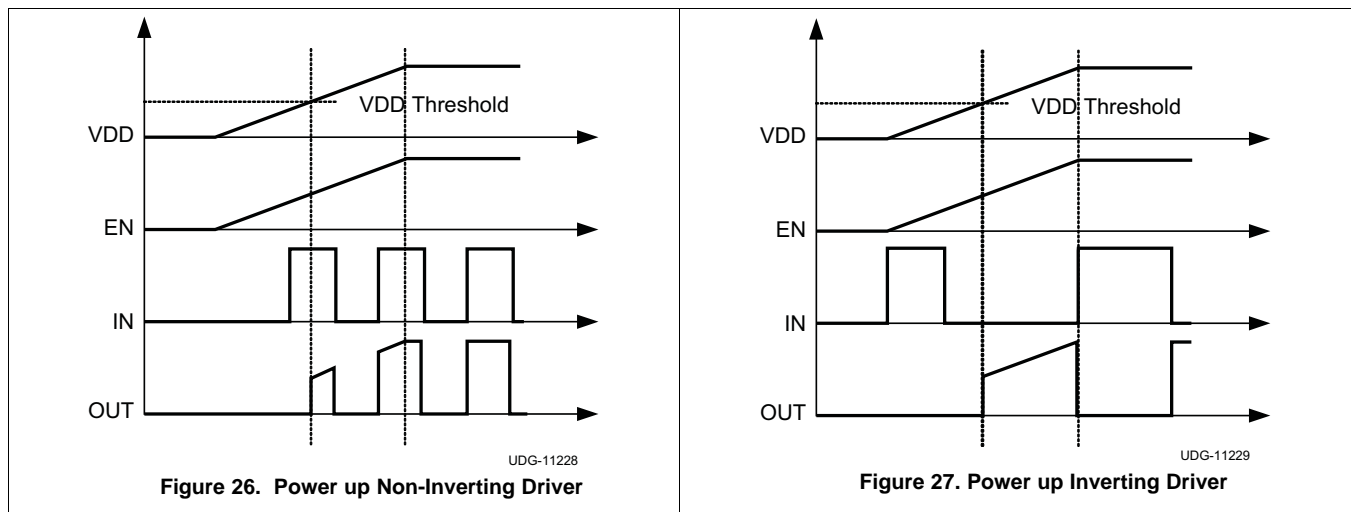 VDD Threshold
VDD
EN
IN
OUT
UDG-11228
Figure 26. Power up Non-Inverting Driver
VDD Threshold
VDD
EN
IN
OUT
UDG-11229
Figure 27. Power up Inverting Driver